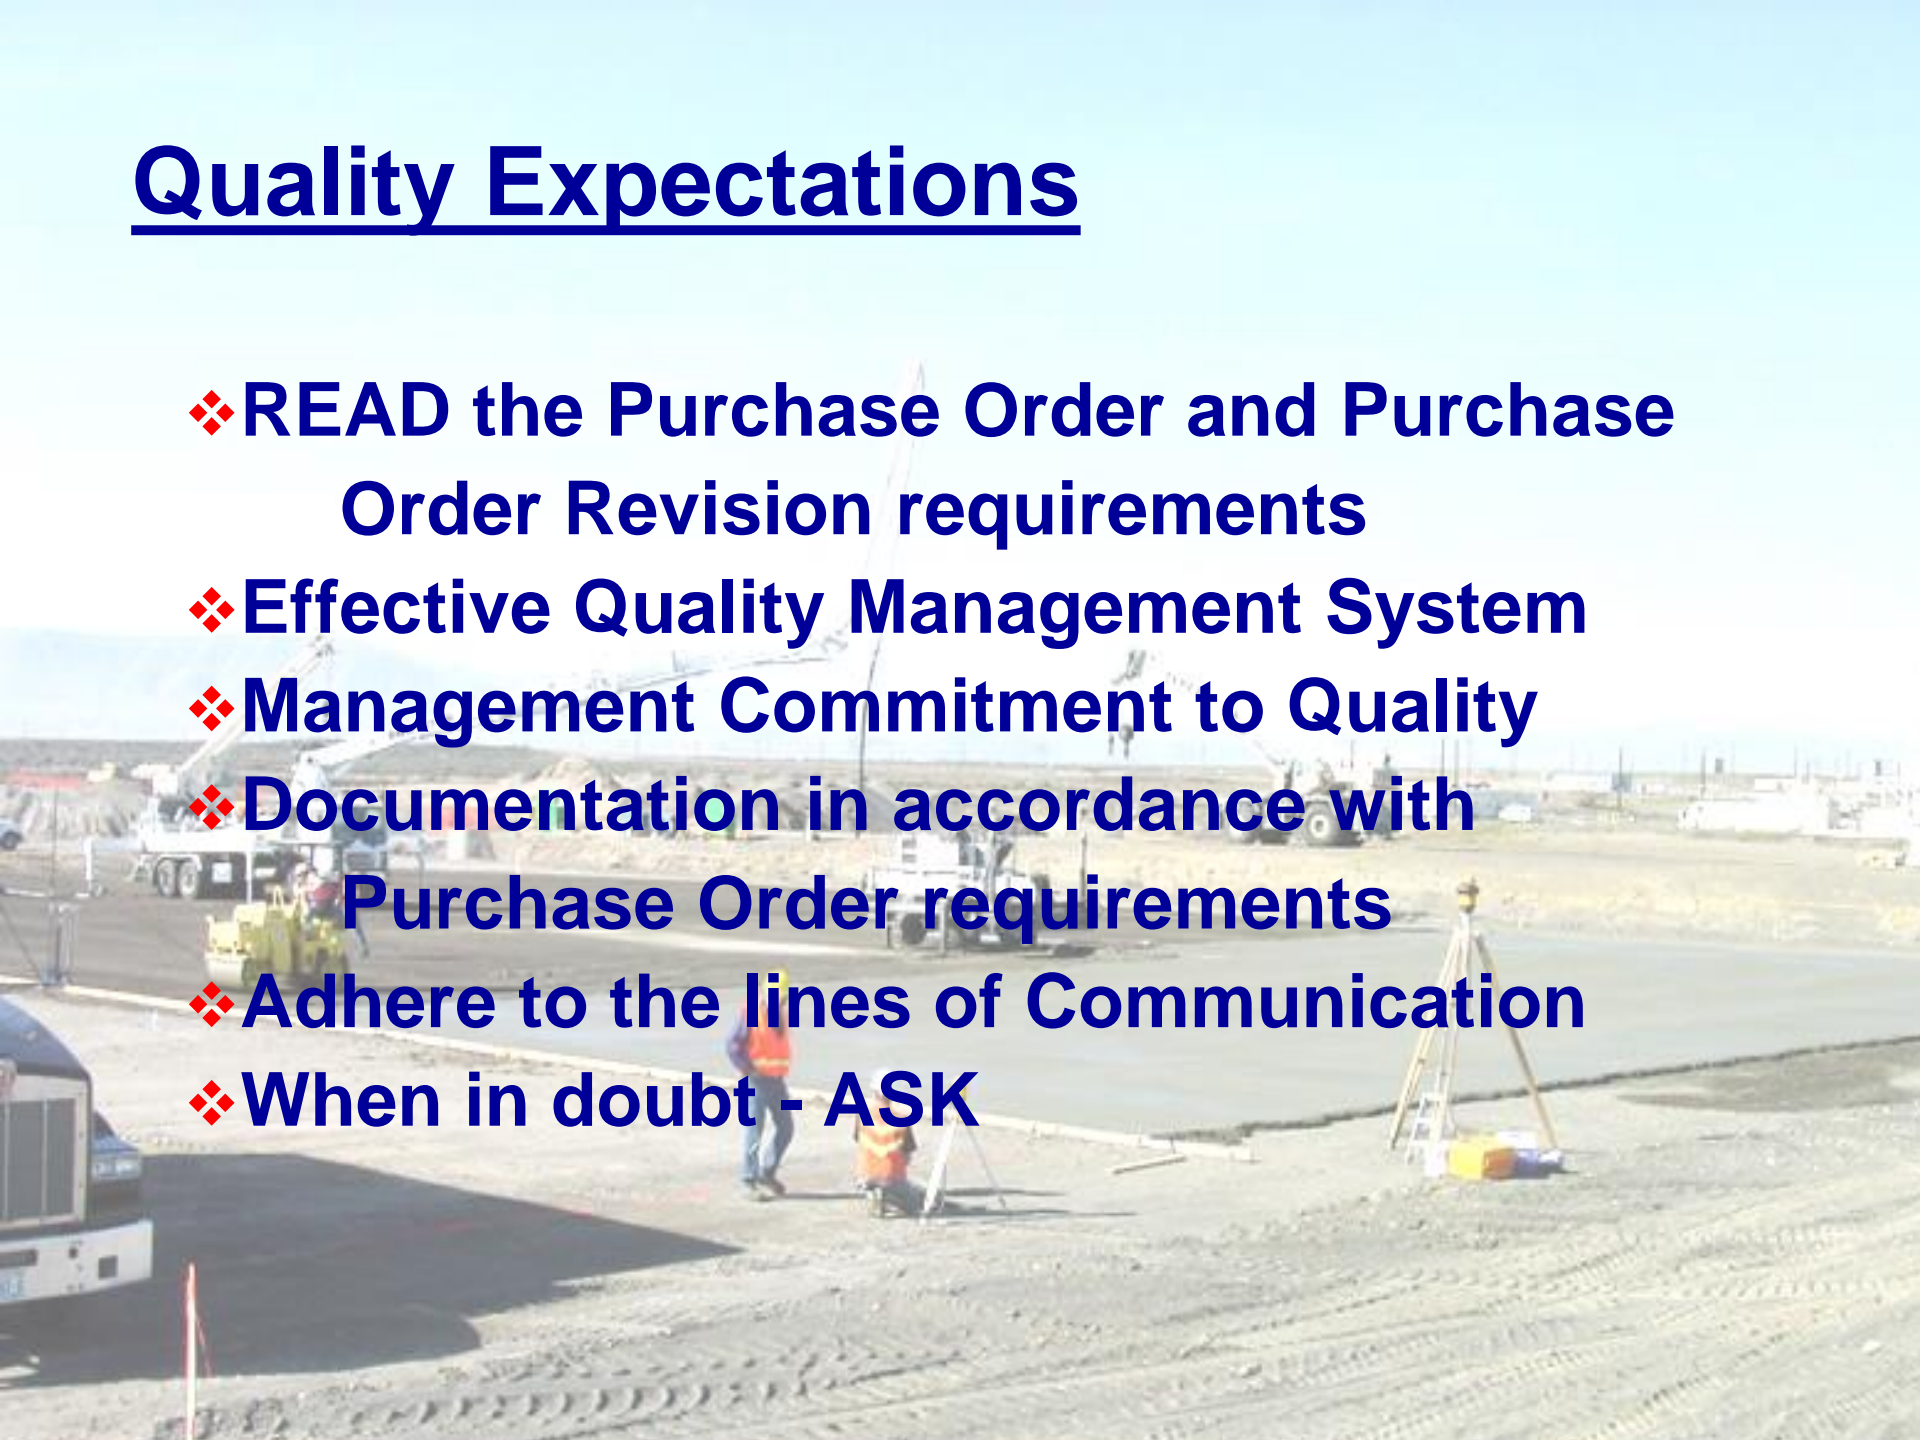 Quality Expectations
❖READ the Purchase Order and Purchase
Order Revision requirements
❖Effective Quality Management System
❖Management Commitment to Quality
❖Documentation in accordance with
Purchase Order requirements
❖Adhere to the lines of Communication
❖When in doubt - ASK